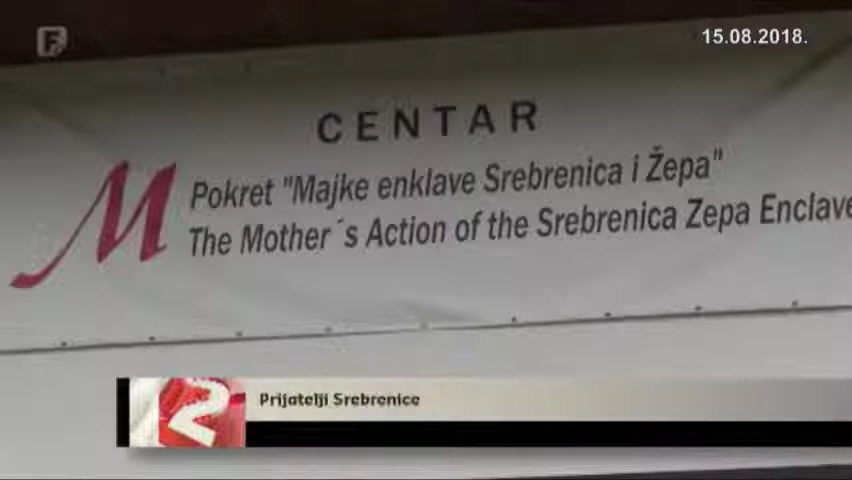 F
15.08.2018.
CENTAR
M
Pokret "Majke enklave Srebrenica i Žepa"
The Mother´s Action of the Srebrenica Zepa Enclave
2
Prijatelji Srebrenice